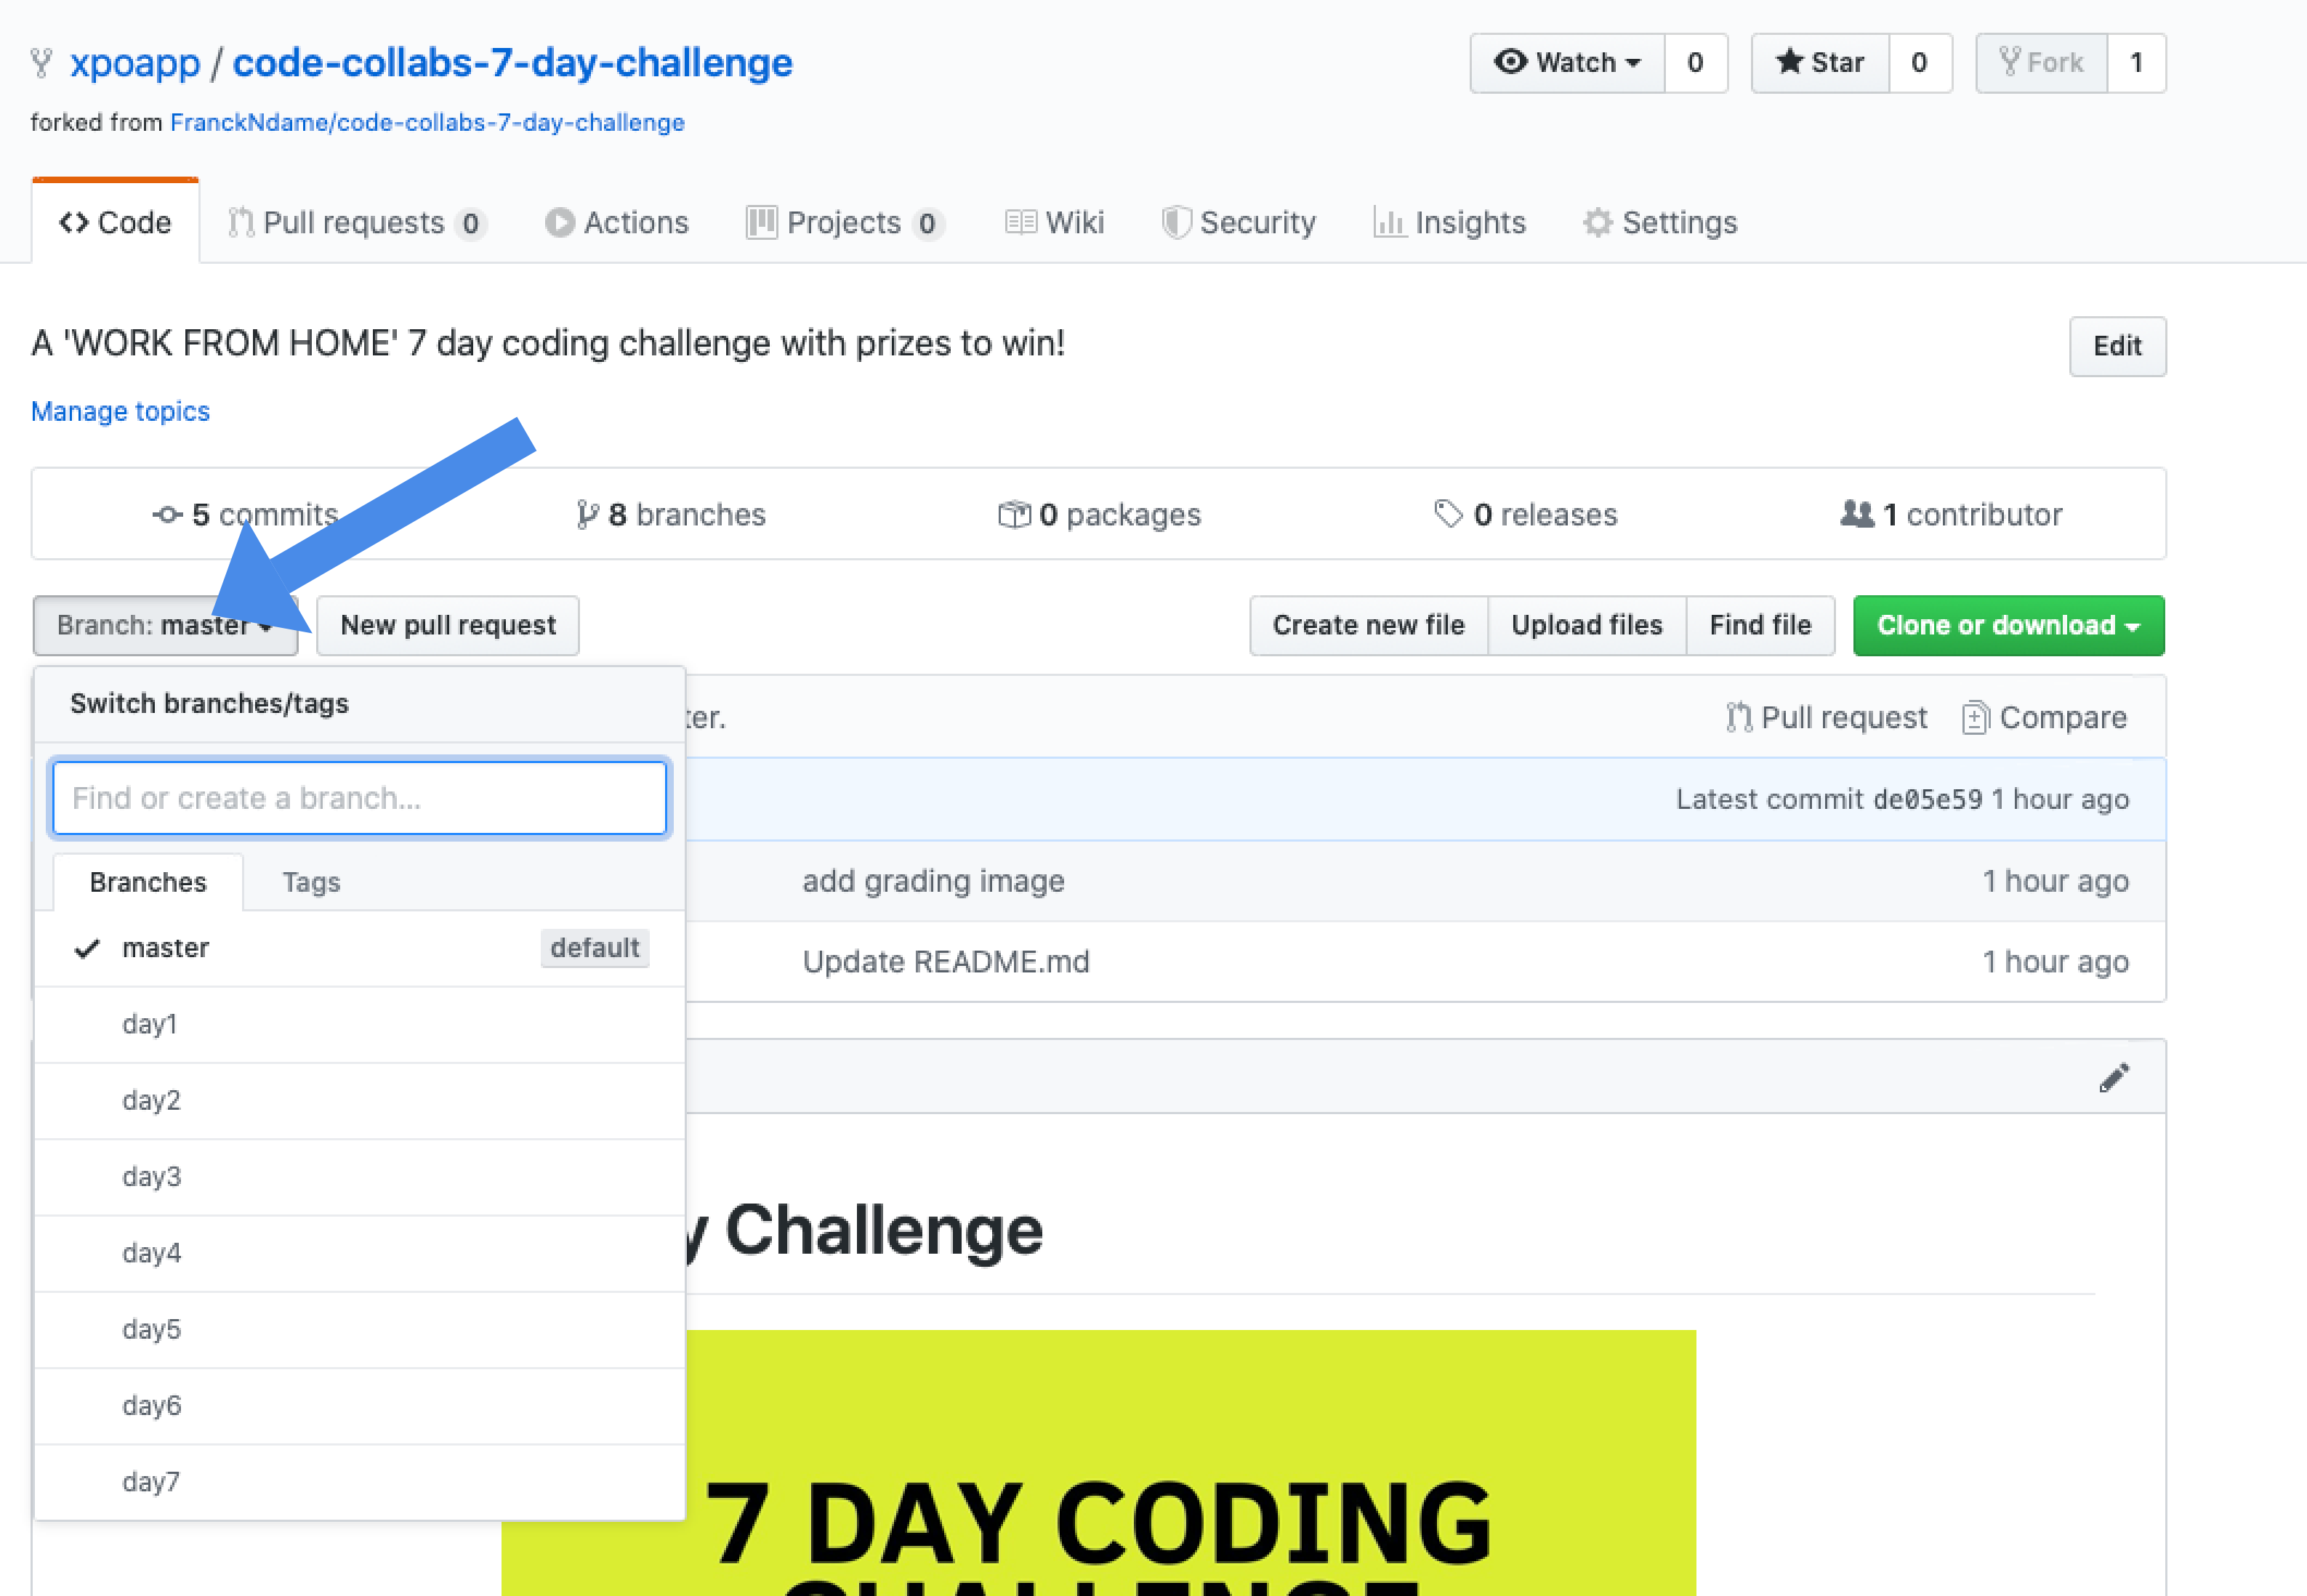 xpoapp / code-collabs-7-day-challenge
Watch 0
Star 0
Fork 1
forked from FranckNdame/code-collabs-7-day-challenge
Code
Pull requests 0
Actions
Projects 0
Wiki
Security
Insights
Settings
A 'WORK FROM HOME' 7 day coding challenge with prizes to win!
Edit
Manage topics
5 commits
8 branches
0 packages
0 releases
1 contributor
Branch: master
New pull request
Create new file
Upload files
Find file
Clone or download
Switch branches/tags
ter.
Pull request
Compare
Find or create a branch...
Latest commit de05e59 1 hour ago
Branches
Tags
add grading image
1 hour ago
master
default
Update README.md
1 hour ago
day1
day2
day3
day4
day5
day6
day7
y Challenge
7 DAY CODING
CHALLENGE